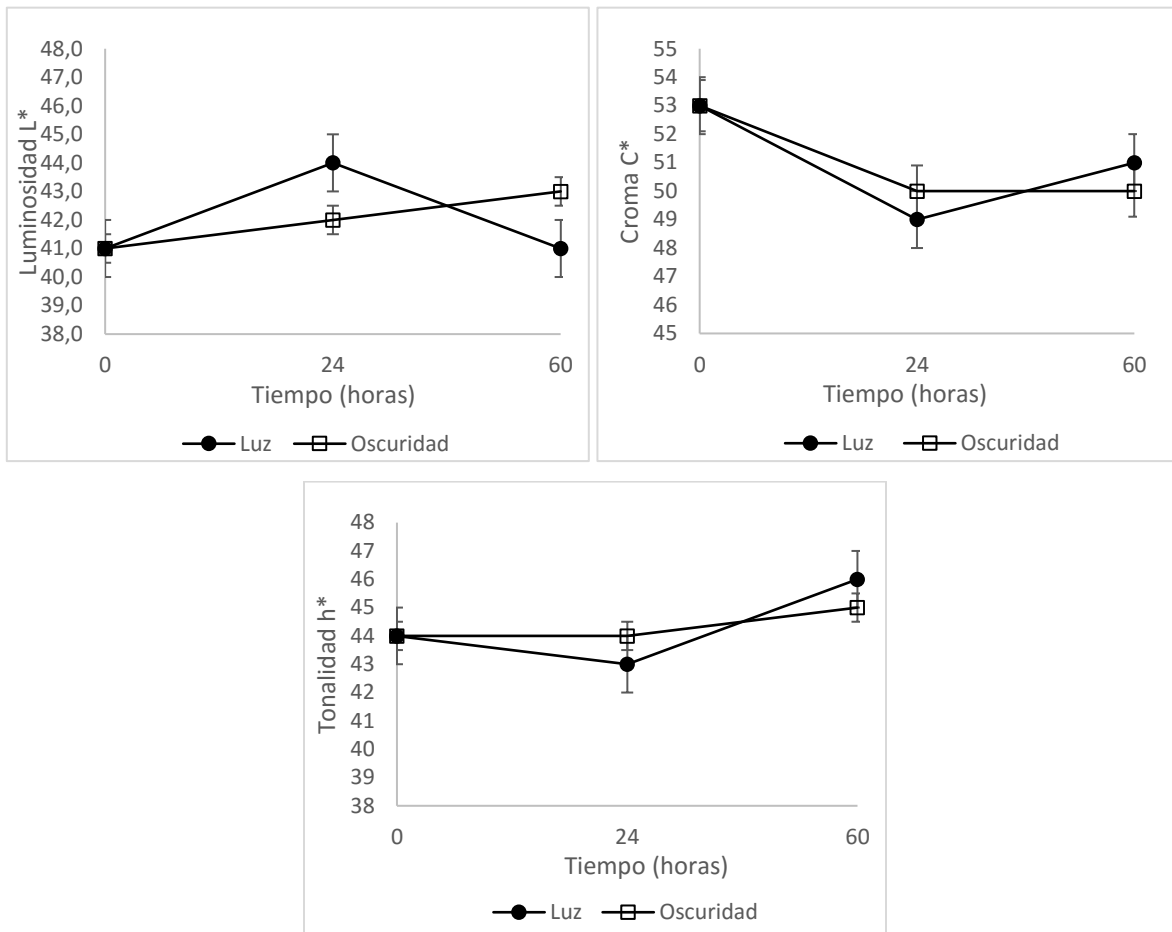 Luminosidad L*
48,0
47,0
46,0
45,0
44,0
43,0
42,0
41,0
40,0
39,0
38,0
0 24 60
Tiempo (horas)
Luz Oscuridad
Croma C*
55
54
53
52
51
50
49
48
47
46
45
0 24 60
Tiempo (horas)
Luz Oscuridad
Tonalidad h*
48
47
46
45
44
43
42
41
40
39
38
0 24 60
Tiempo (horas)
Luz Oscuridad